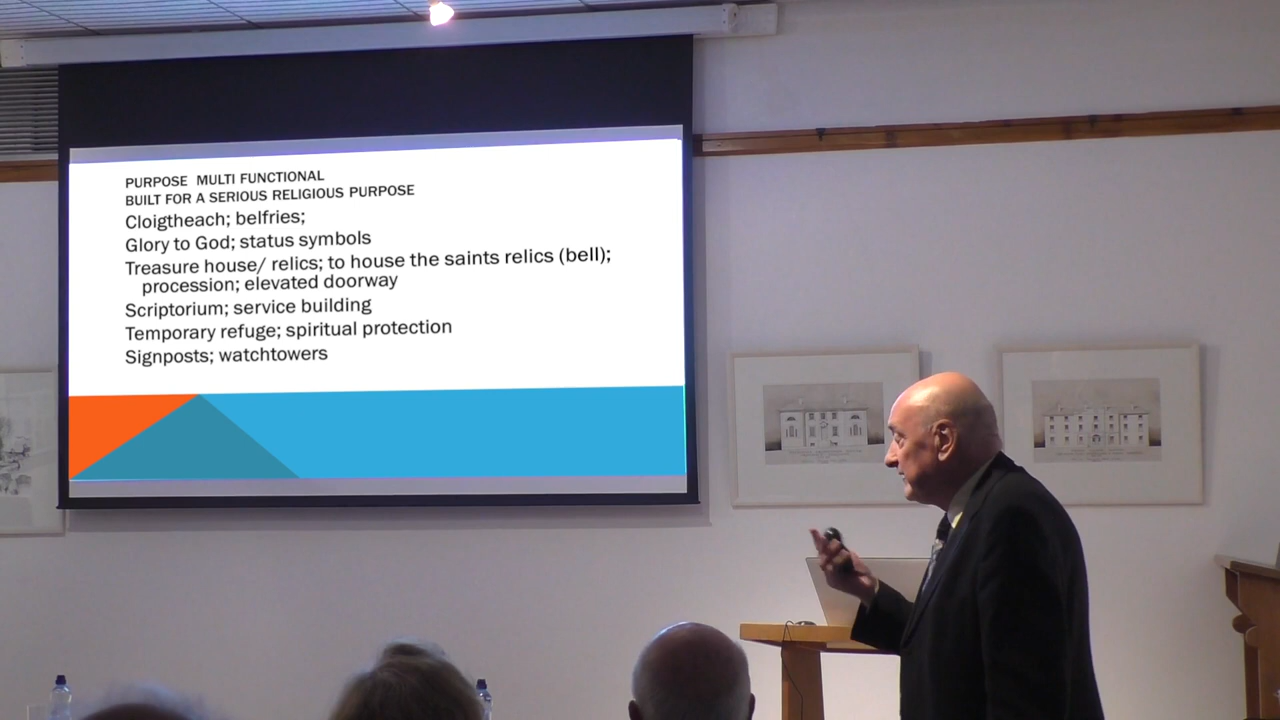 PURPOSE MULTI FUNCTIONAL
BUILT FOR A SERIOUS RELIGIOUS PURPOSE
Cloigtheach; belfries;
Glory to God; status symbols
Treasure house/ relics; to house the saints relics (bell);
procession; elevated doorway
Scriptorium; service building
Temporary refuge; spiritual protection
Signposts; watchtowers